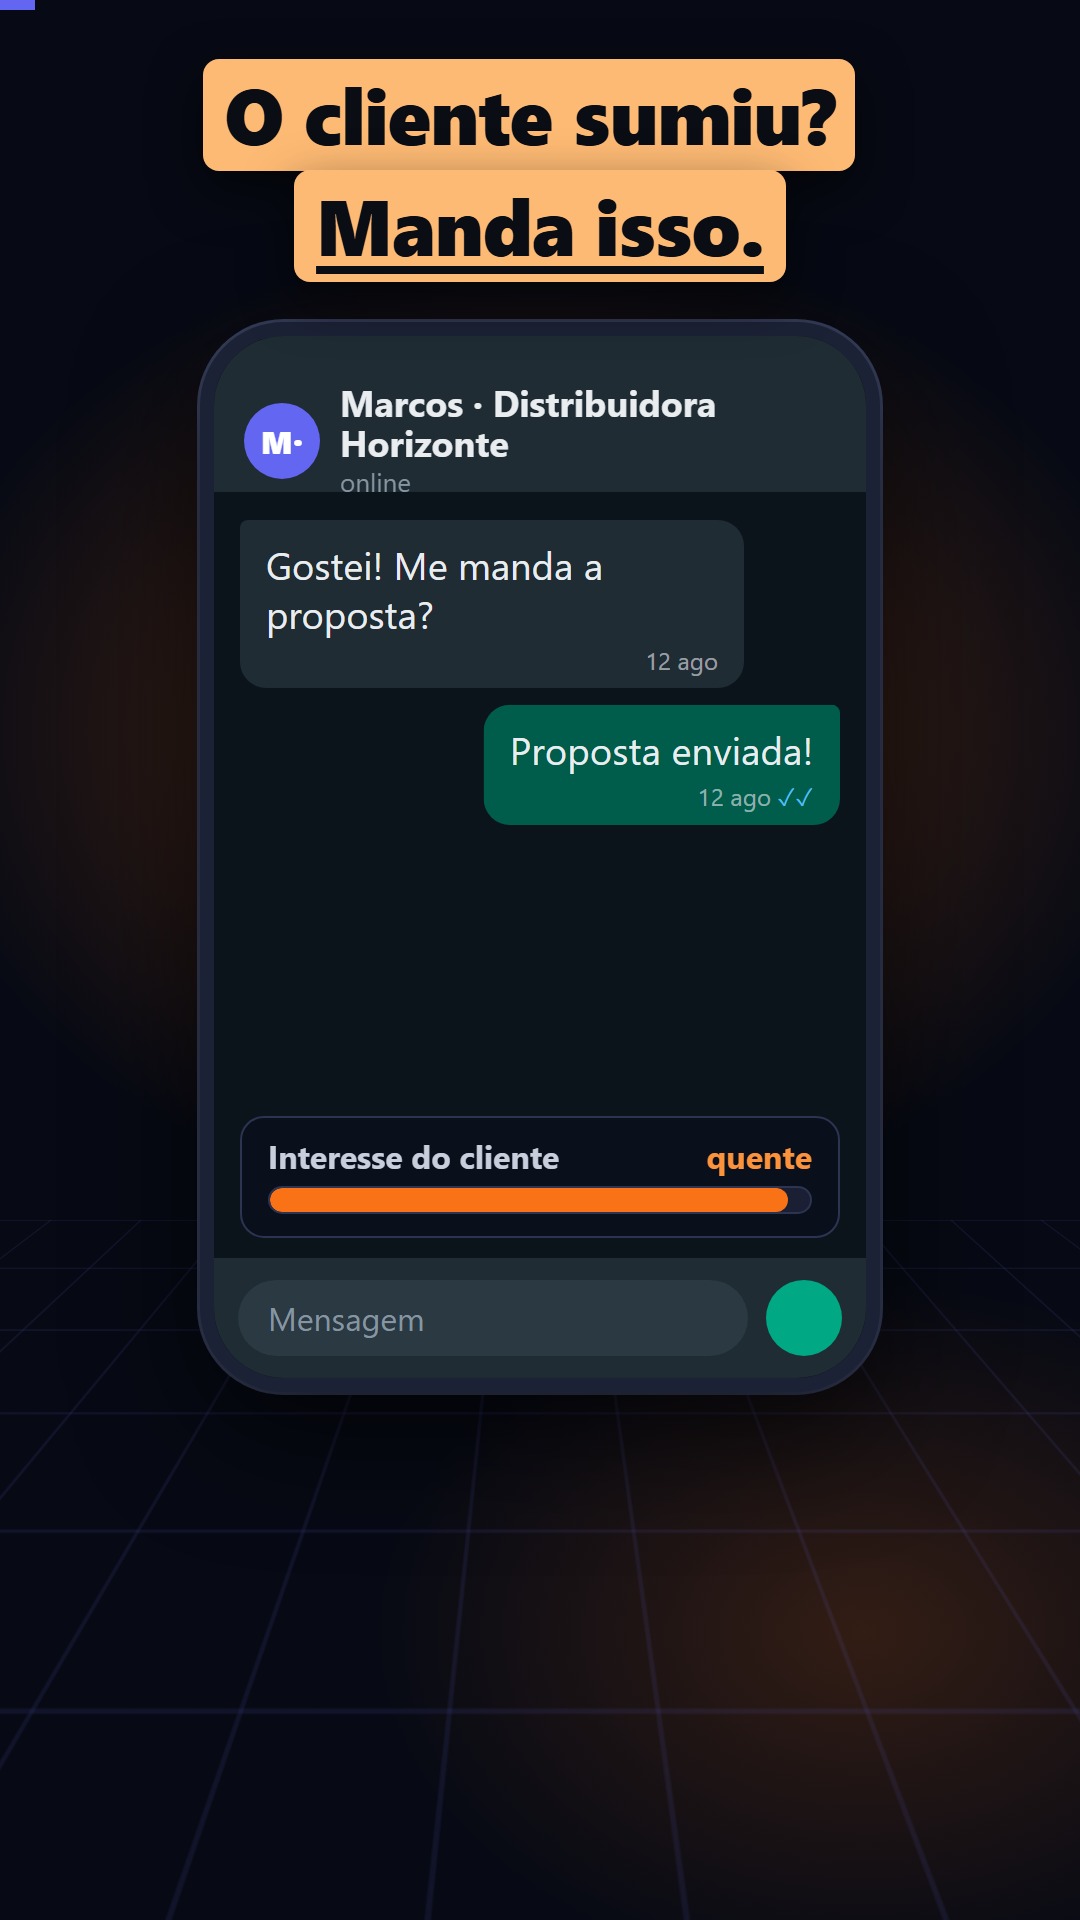 O cliente sumiu?
Manda isso.
M·
Marcos · Distribuidora
Horizonte
online
Gostei! Me manda a
proposta?
12 ago
Proposta enviada!
12 ago ✓✓
Interesse do cliente
quente
Mensagem